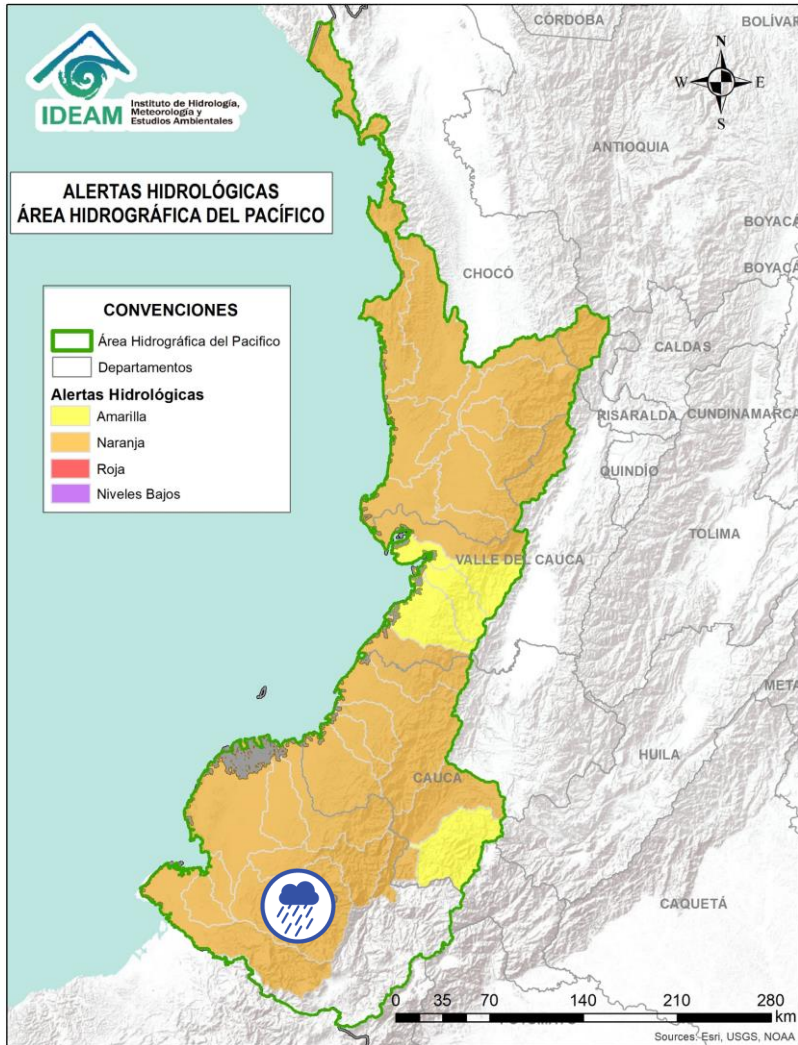 IDEAM
Instituto de Hidrología,
Meteorología y
Estudios Ambientales
ALERTAS HIDROLÓGICAS
ÁREA HIDROGRÁFICA DEL PACÍFICO
CONVENCIONES
Área Hidrográfica del Pacifico
Departamentos
Alertas Hidrológicas
Amarilla
Naranja
Roja
Niveles Bajos
N
W
E
S
CÓRDOBA
BOLÍVAR
ANTIOQUIA
BOYACÁ
CHOCÓ
BOYACÁ
CALDAS
RISARALDA
CUNDINAMARCA
QUINDÍO
TOLIMA
VALLE DEL CAUCA
META
HUILA
CAUCA
CAQUETÁ
0 35 70 140 210 280
km
Sources: Esri, USGS, NOAA